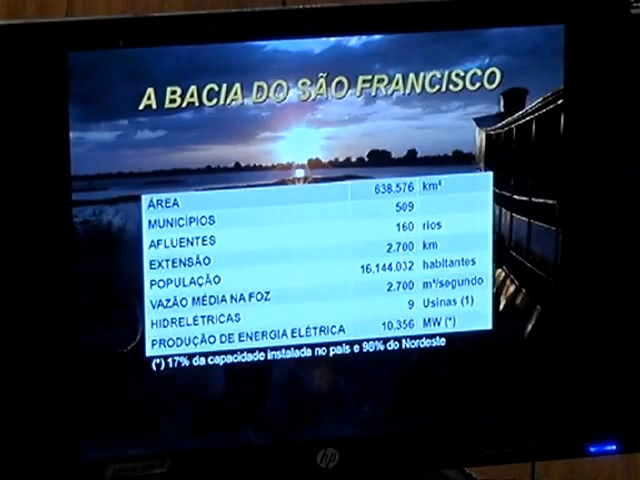 A BACIA DO SÃO FRANCISCO
ÁREA 638.576 km²
MUNICÍPIOS 509
AFLUENTES 160 rios
EXTENSÃO 2.700 km
POPULAÇÃO 16.144.032 habitantes
VAZÃO MÉDIA NA FOZ 2.700 m³/segundo
HIDRELÉTRICAS 9 Usinas (1)
PRODUÇÃO DE ENERGIA ELÉTRICA 10.356 MW (*)
(*) 17% da capacidade instalada no país e 98% do Nordeste
hp